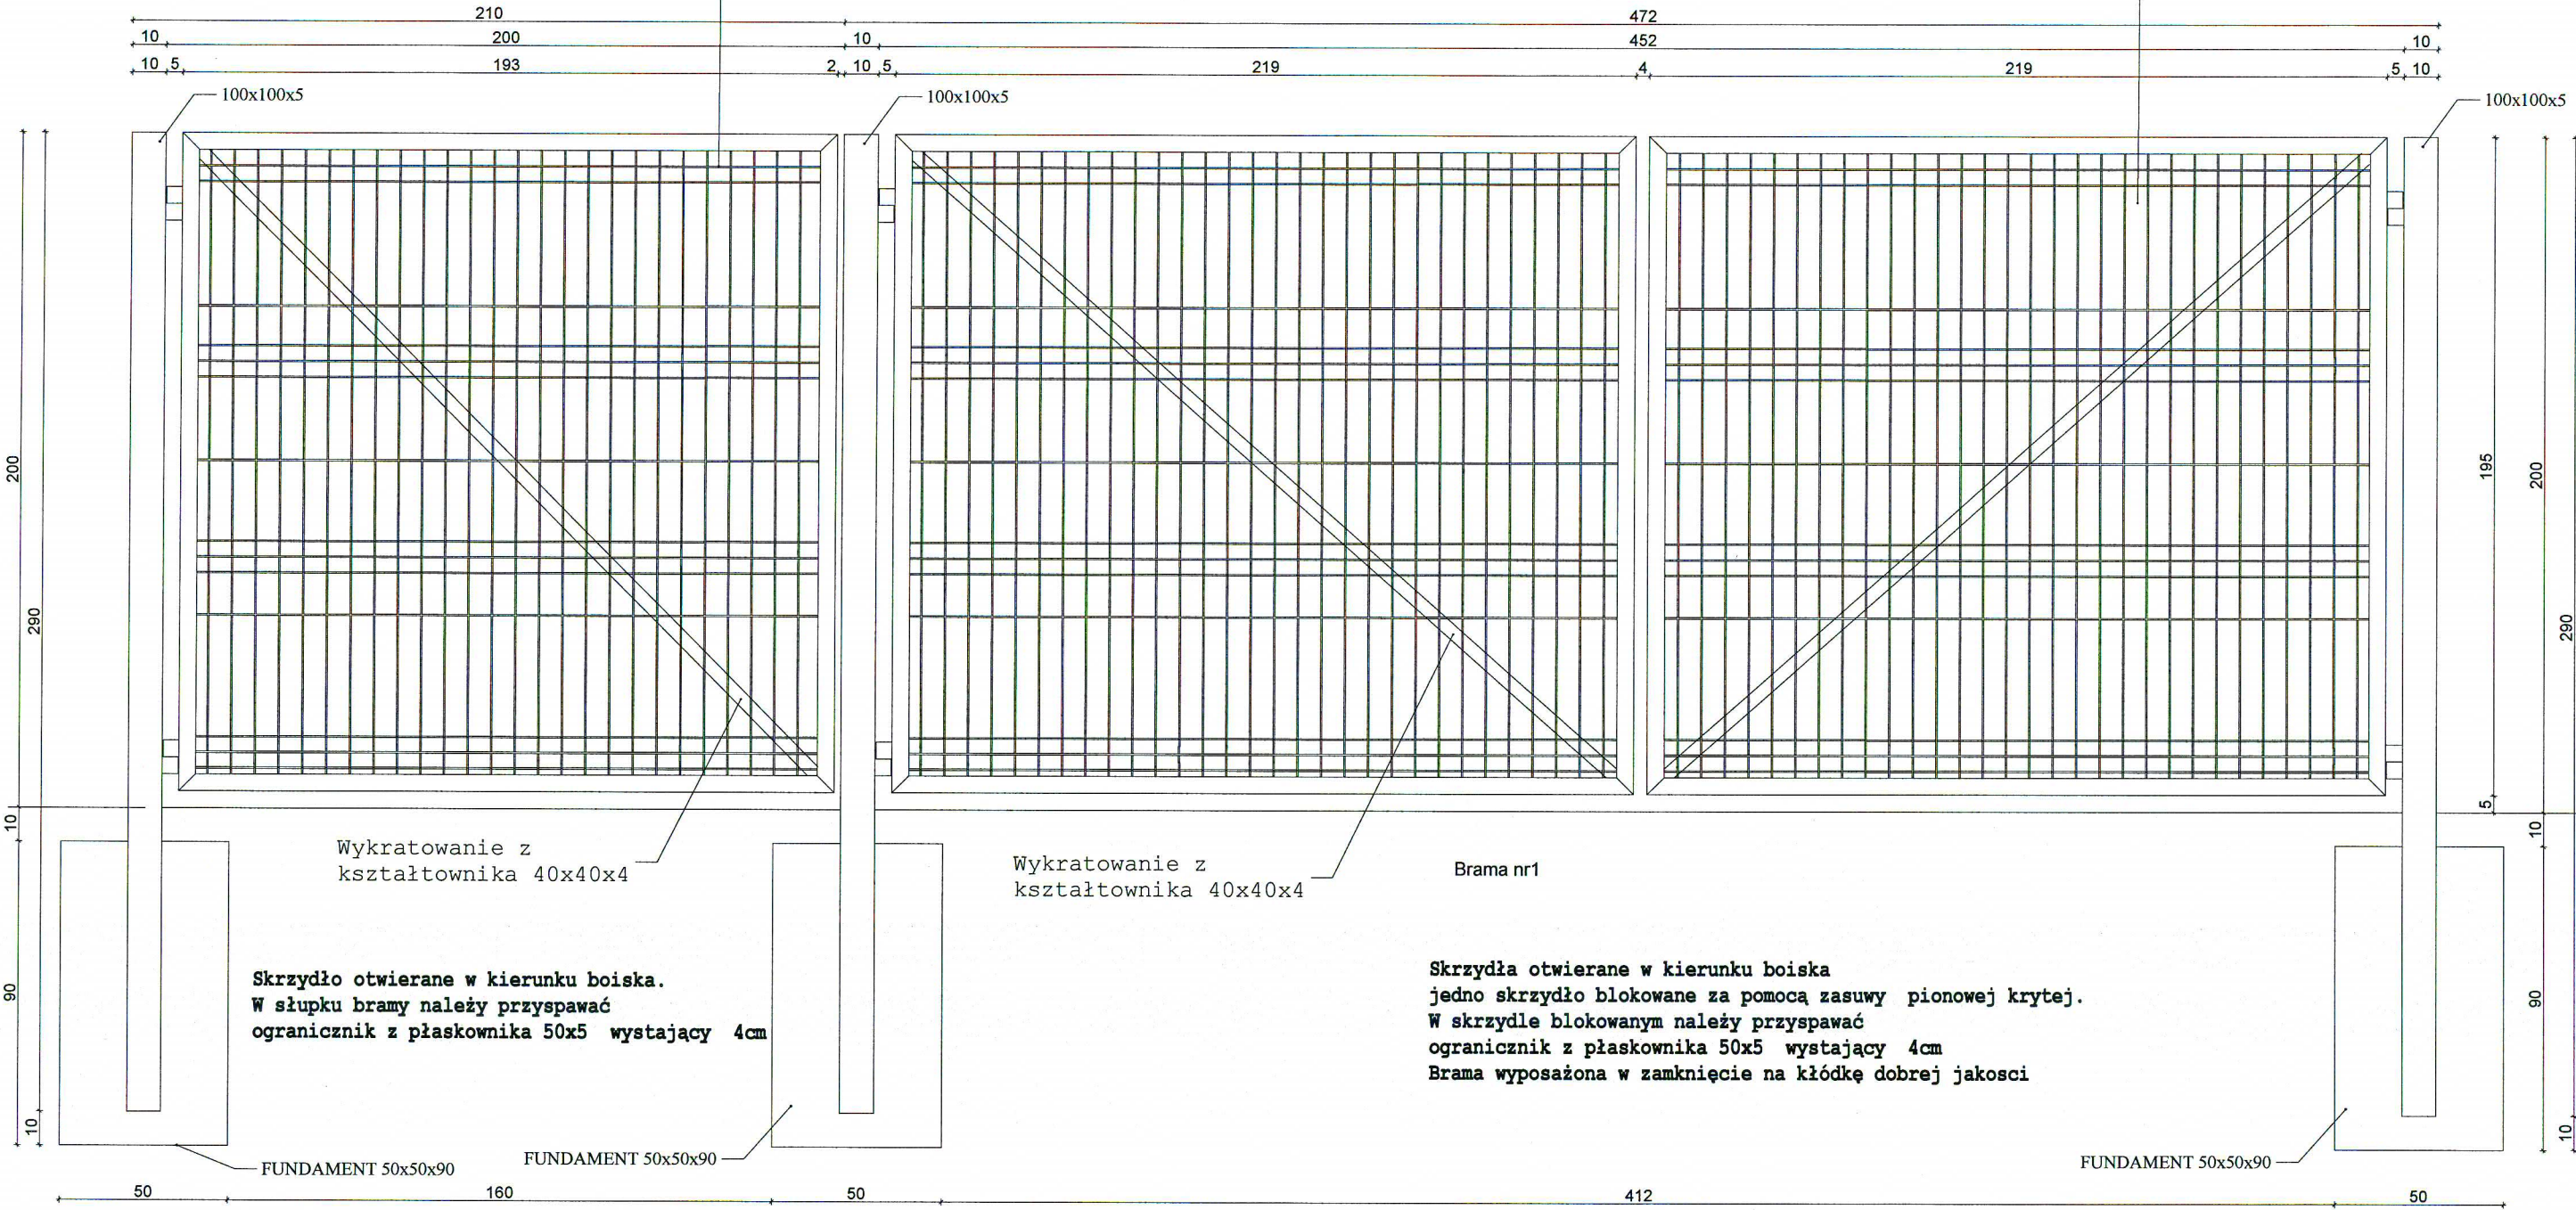 210
472
10 200 10 452 10
10 5 193 2 10 5 219 4 219 5 10
100x100x5
100x100x5
100x100x5
200
290
195
200
290
10
5
10
Wykratowanie z
kształtownika 40x40x4
Wykratowanie z
kształtownika 40x40x4
Brama nr1
90
90
Skrzydło otwierane w kierunku boiska.
W słupku bramy należy przyspawać
ogranicznik z płaskownika 50x5 wystający 4cm
Skrzydła otwierane w kierunku boiska
jedno skrzydło blokowane za pomocą zasuwy pionowej krytej.
W skrzydle blokowanym należy przyspawać
ogranicznik z płaskownika 50x5 wystający 4cm
Brama wyposażona w zamknięcie na kłódkę dobrej jakosci
10
10
FUNDAMENT 50x50x90
FUNDAMENT 50x50x90
FUNDAMENT 50x50x90
50 160 50 412 50